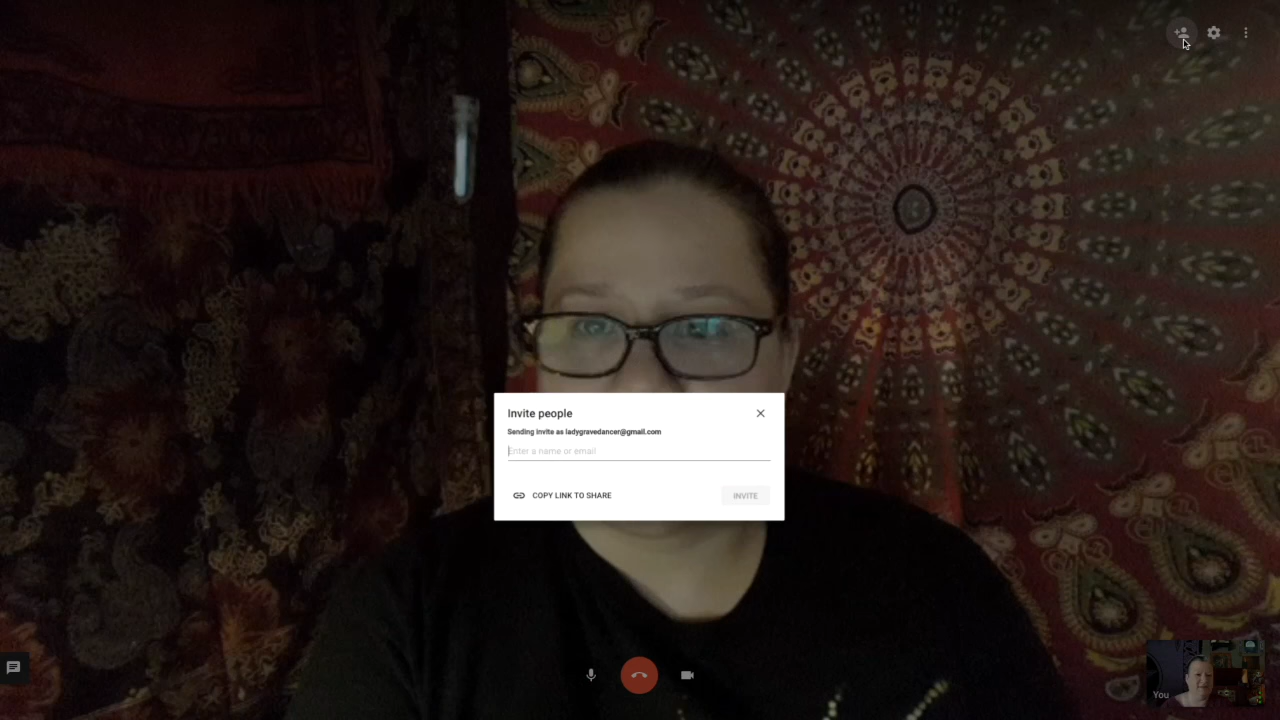 Invite people
Sending invite as ladygravedancer@gmail.com
Enter a name or email
COPY LINK TO SHARE
INVITE
You